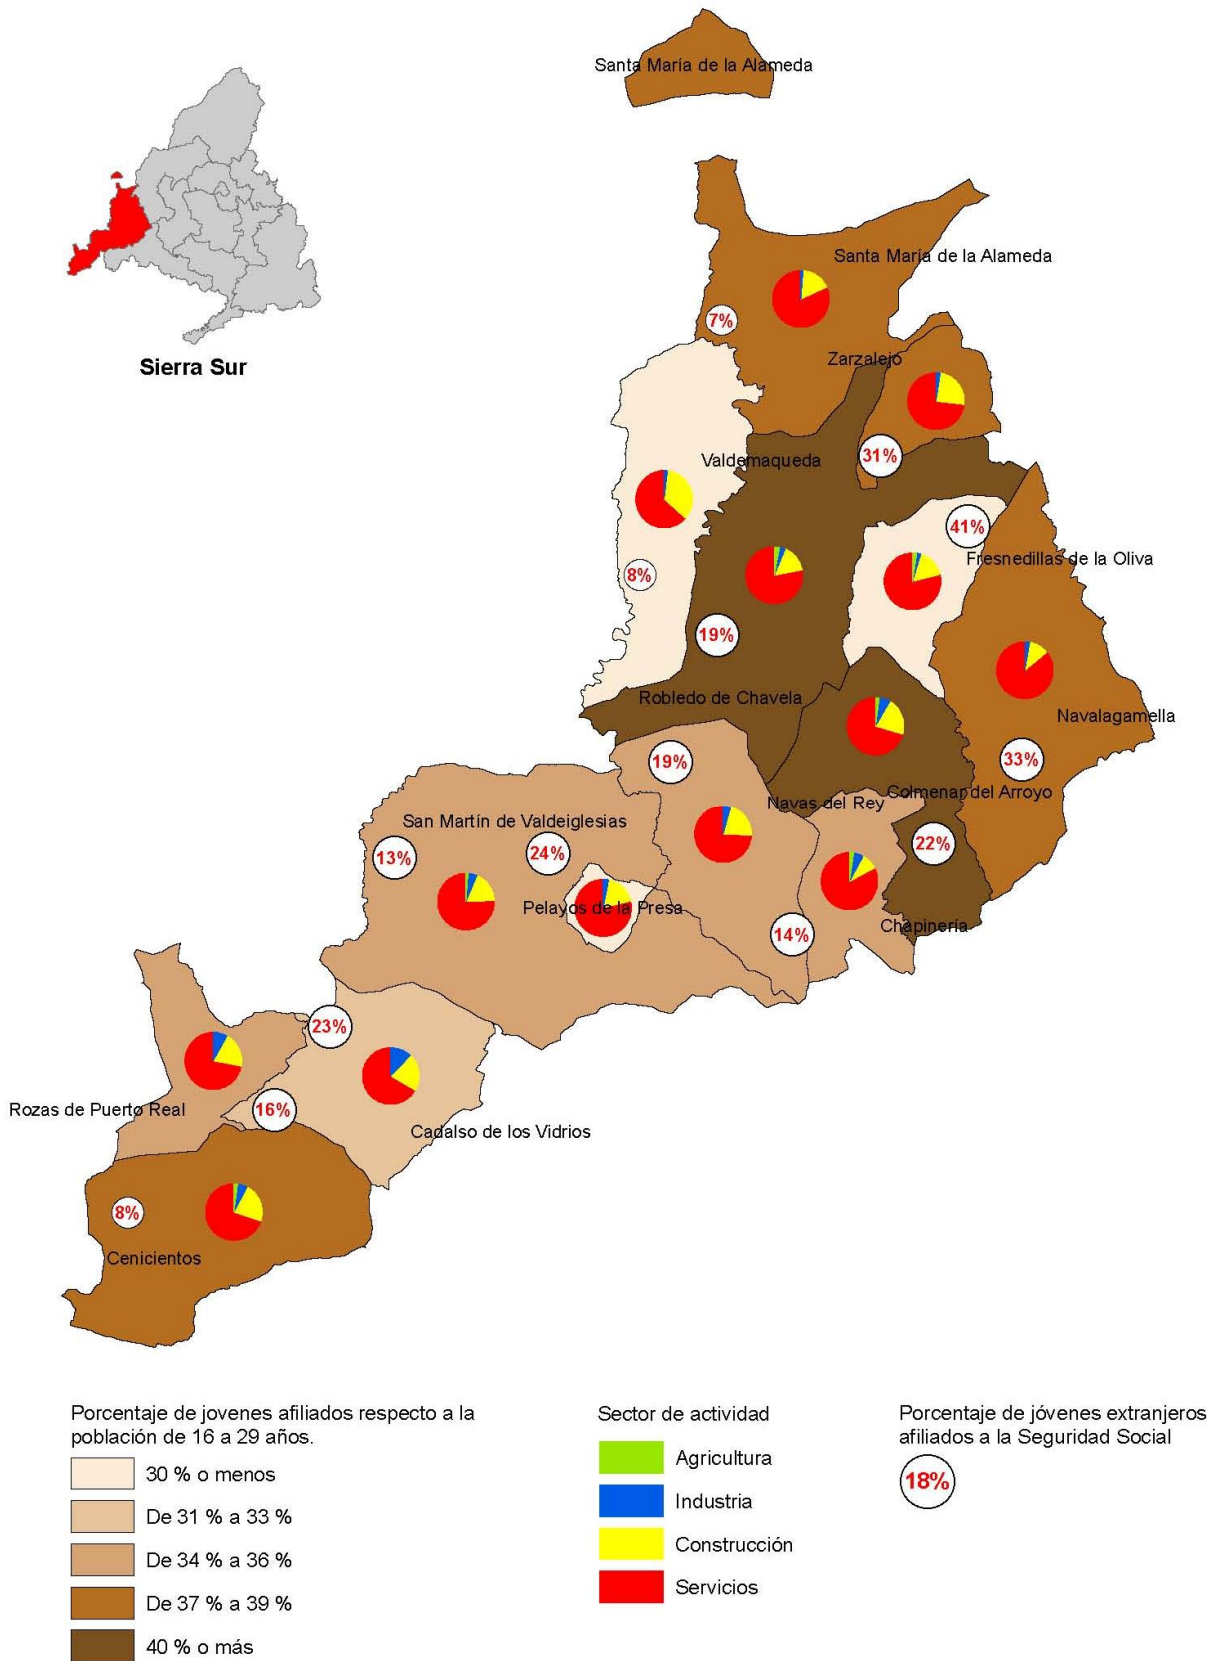 Santa María de la Alameda
Sierra Sur
Santa María de la Alameda
7%
Zarzalejo
31%
Valdemaqueda
41%
Fresnedillas de la Oliva
8%
19%
Robledo de Chavela
Navalagamella
33%
19%
Colmenar del Arroyo
Navas del Rey
San Martín de Valdeiglesias
22%
13%
24%
Pelayos de la Presa
Chapinería
14%
23%
Rozas de Puerto Real
16%
Cadalso de los Vidrios
8%
Cenicientos
Porcentaje de jovenes afiliados respecto a la
población de 16 a 29 años.
30 % o menos
De 31 % a 33 %
De 34 % a 36 %
De 37 % a 39 %
40 % o más
Sector de actividad
Agricultura
Industria
Construcción
Servicios
Porcentaje de jóvenes extranjeros
afiliados a la Seguridad Social
18%